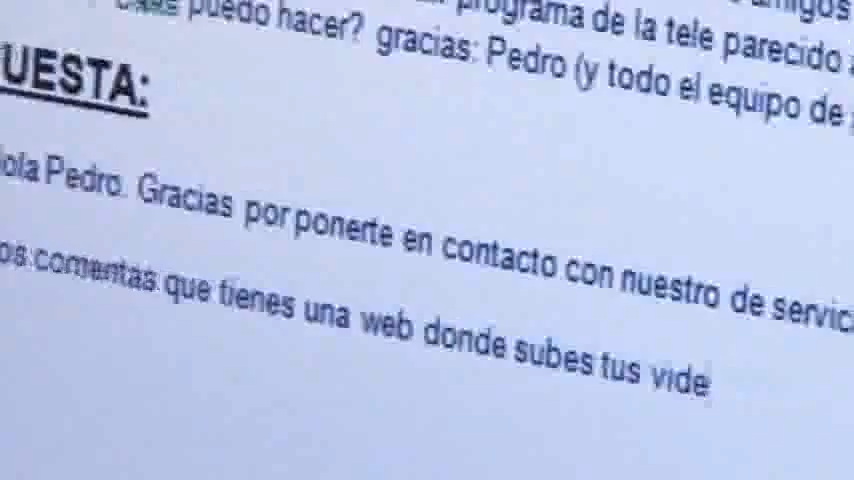 programa de la tele parecido
puedo hacer? gracias: Pedro (y todo el equipo de
UESTA:
ola Pedro. Gracias por ponerte en contacto con nuestro de servic
os comentas que tienes una web donde subes tus vide